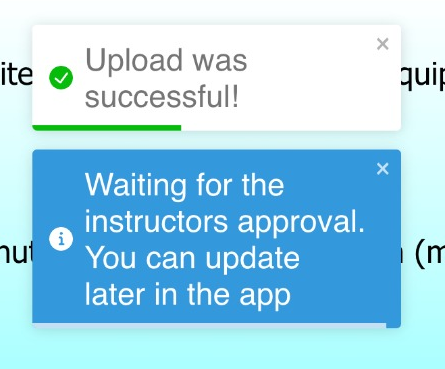 Upload was
successful!
Waiting for the
instructors approval.
You can update
later in the app